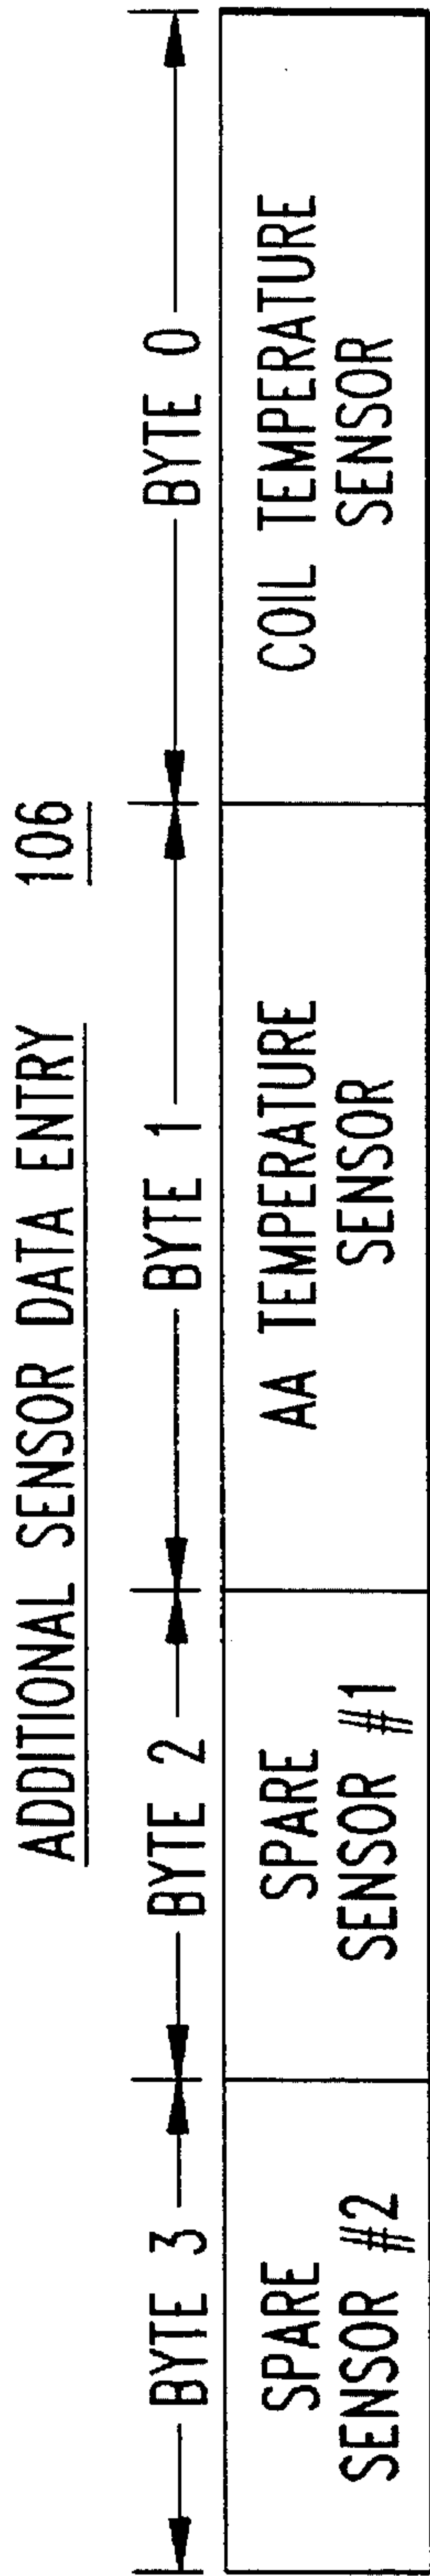 ADDITIONAL SENSOR DATA ENTRY 106
BYTE 3 BYTE 2 BYTE 1 BYTE 0
SPARE
SENSOR #2
SPARE
SENSOR #1
AA TEMPERATURE
SENSOR
COIL TEMPERATURE
SENSOR